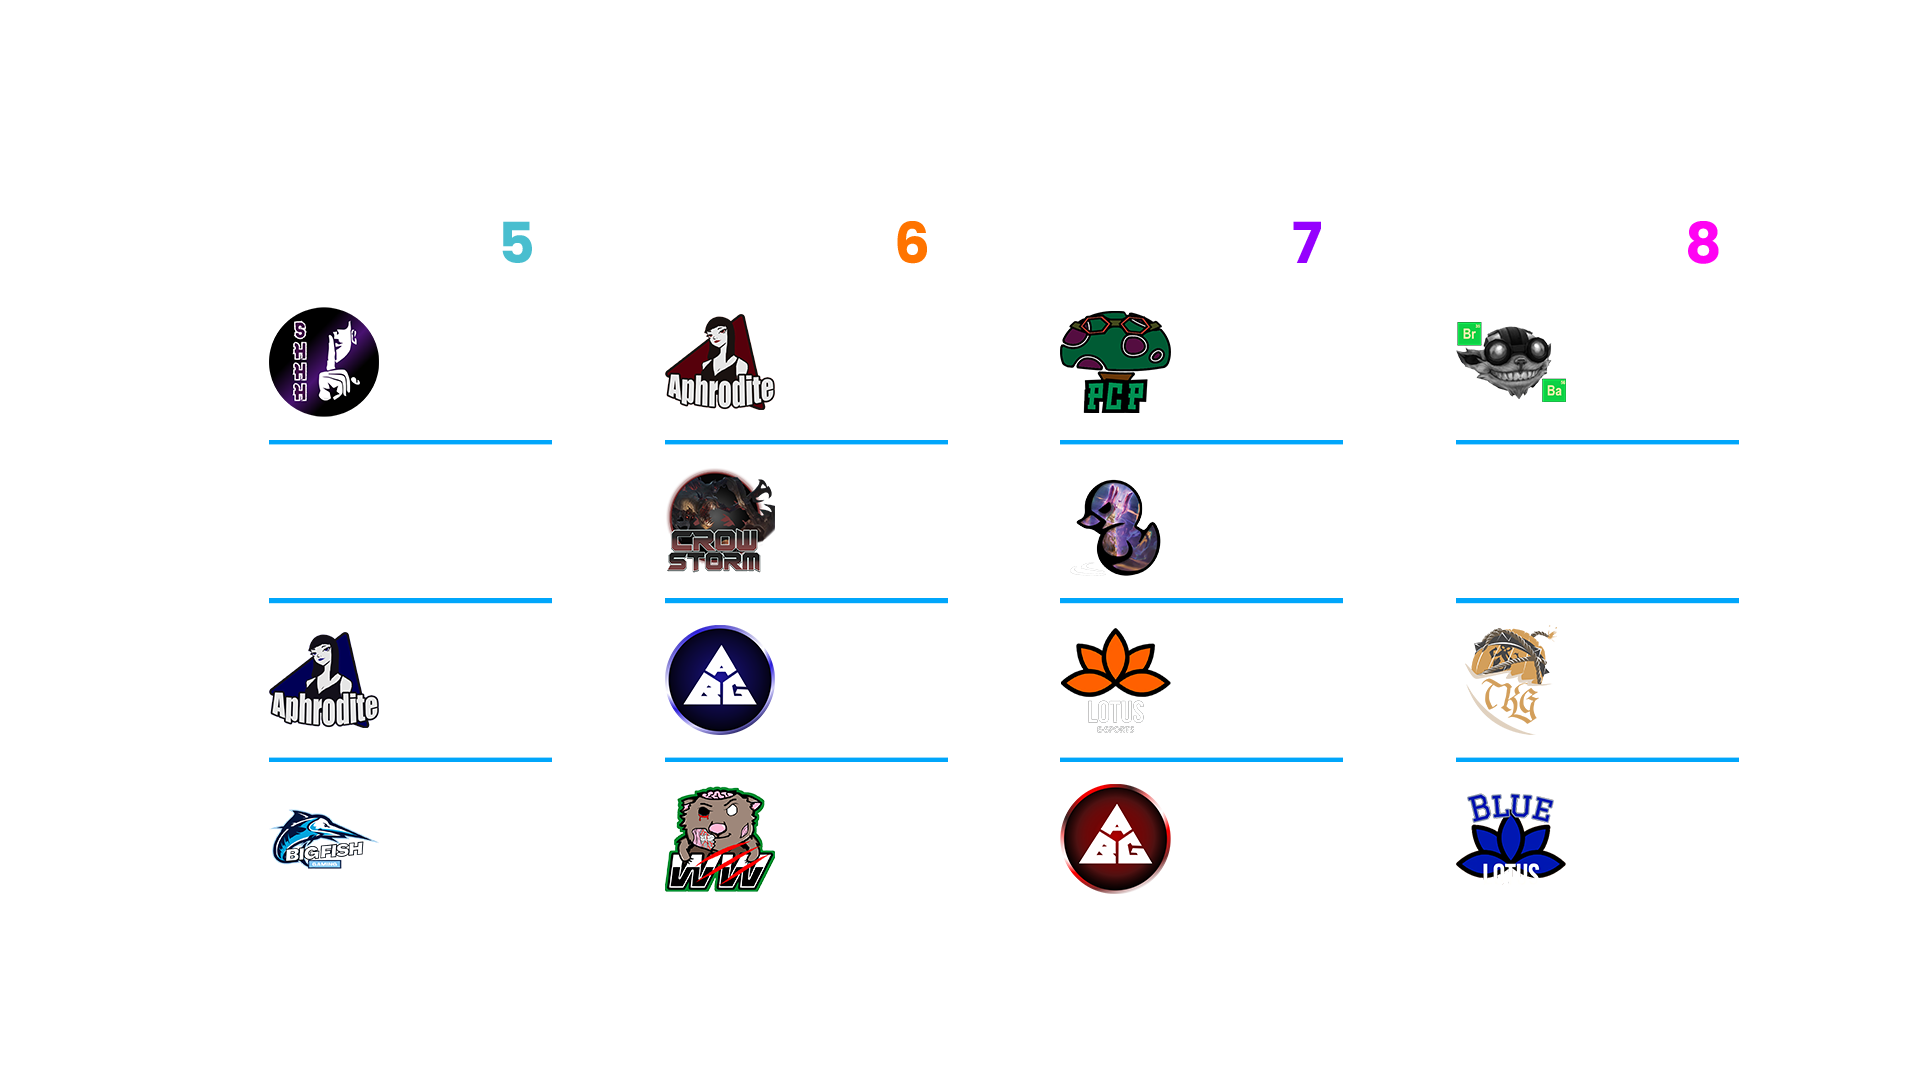 5
6
7
8
SHHH
Aphrodite
PCP
Br
Ba
CROW
STORM
Aphrodite
ABG
LOTUS
E-SPORTS
TKG
BIG FISH
GAMING
WW
ABG
BLUE
LOTUS